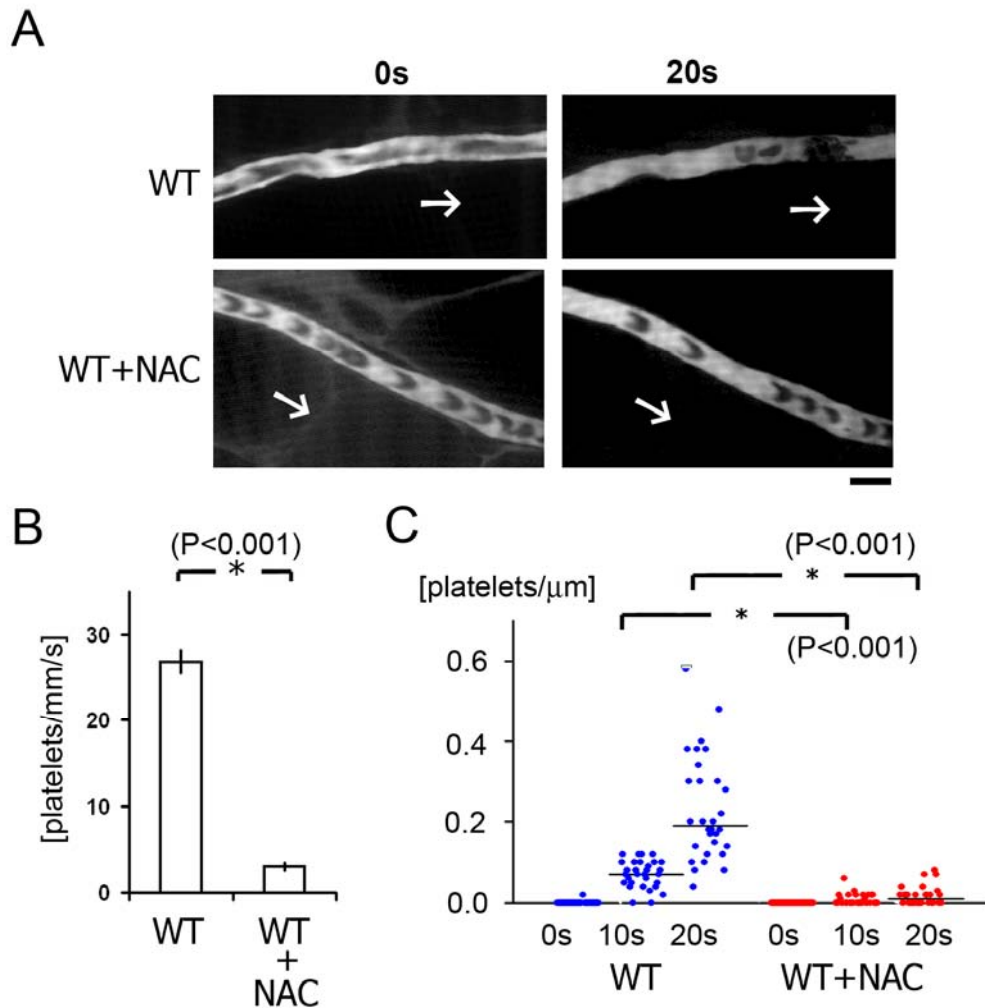 A
0s 20s
WT
WT+NAC
B
(P<0.001)
*
[platelets/mm/s]
30
20
10
0
WT WT
+
NAC
C
(P<0.001)
*
[platelets/μm]
*
(P<0.001)
0.6
0.4
0.2
0.0
0s 10s 20s 0s 10s 20s
WT WT+NAC